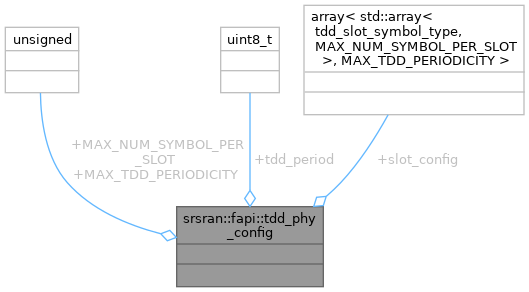 unsigned
uint8_t
array< std::array<
tdd_slot_symbol_type,
MAX_NUM_SYMBOL_PER_SLOT
>, MAX_TDD_PERIODICITY >
+MAX_NUM_SYMBOL_PER
_SLOT
+MAX_TDD_PERIODICITY
+tdd_period
+slot_config
srsran::fapi::tdd_phy
_config